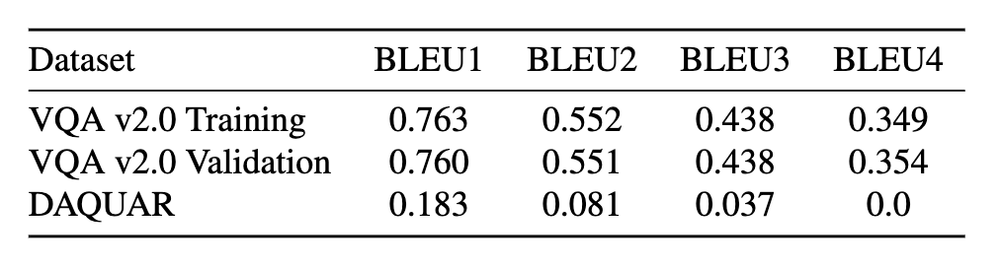 Dataset BLEU1 BLEU2 BLEU3 BLEU4
VQA v2.0 Training 0.763 0.552 0.438 0.349
VQA v2.0 Validation 0.760 0.551 0.438 0.354
DAQUAR 0.183 0.081 0.037 0.0